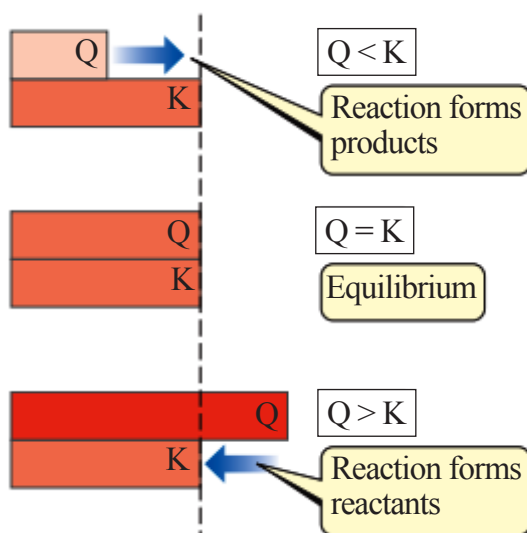 Q
K
Q < K
Reaction forms
products
Q
K
Q = K
Equilibrium
Q
K
Q > K
Reaction forms
reactants